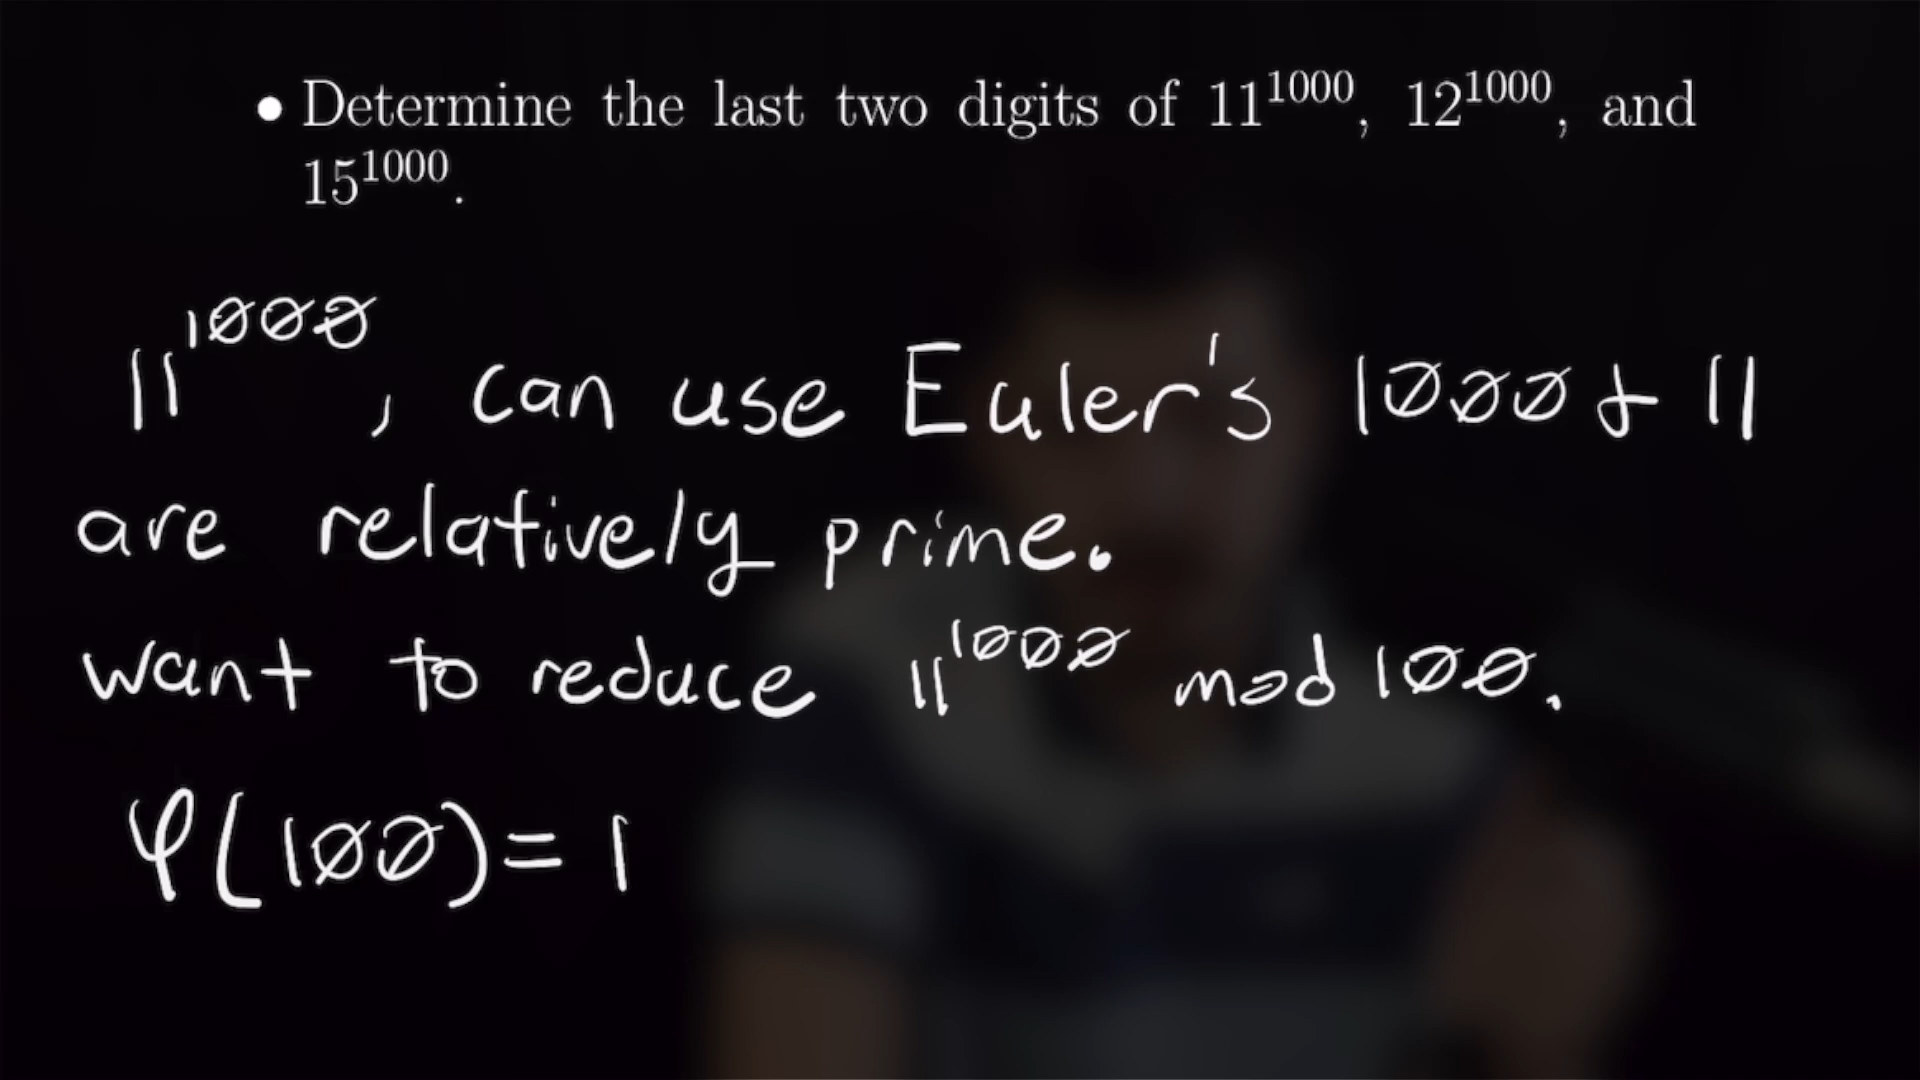 • Determine the last two digits of 11^1000, 12^1000, and
15^1000.
11^1000, can use Euler's 1000 & 11
are relatively prime.
want to reduce 11^1000 mod 100.
φ(100)= 1